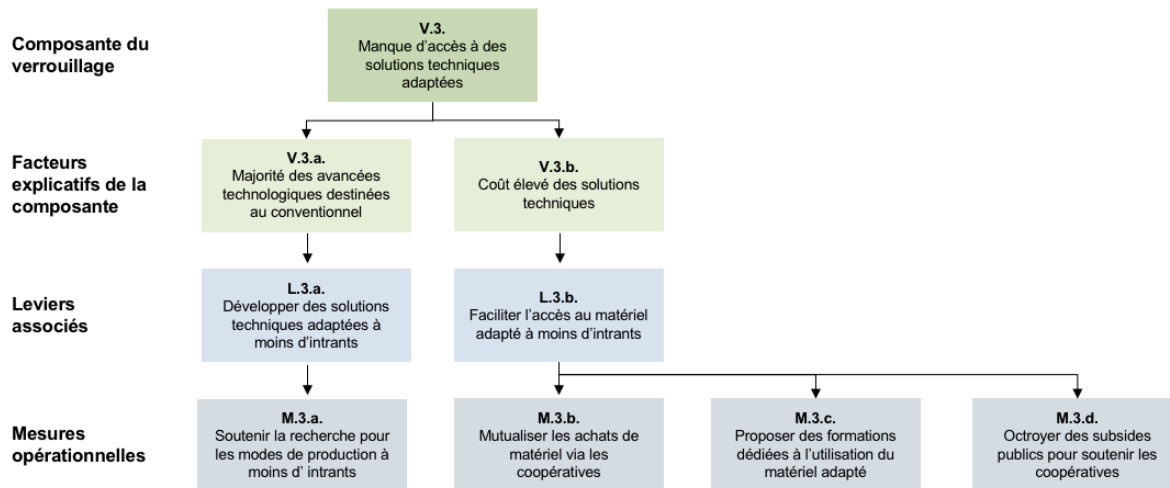 Composante du
verrouillage
V.3.
Manque d’accès à des
solutions techniques
adaptées
Facteurs
explicatifs de la
composante
V.3.a.
Majorité des avancées
technologiques destinées
au conventionnel
V.3.b.
Coût élevé des solutions
techniques
Leviers
associés
L.3.a.
Développer des solutions
techniques adaptées à
moins d’intrants
L.3.b.
Faciliter l’accès au matériel
adapté à moins d’intrants
Mesures
opérationnelles
M.3.a.
Soutenir la recherche pour
les modes de production à
moins d’ intrants
M.3.b.
Mutualiser les achats de
matériel via les
coopératives
M.3.c.
Proposer des formations
dédiées à l’utilisation du
matériel adapté
M.3.d.
Octroyer des subsides
publics pour soutenir les
coopératives